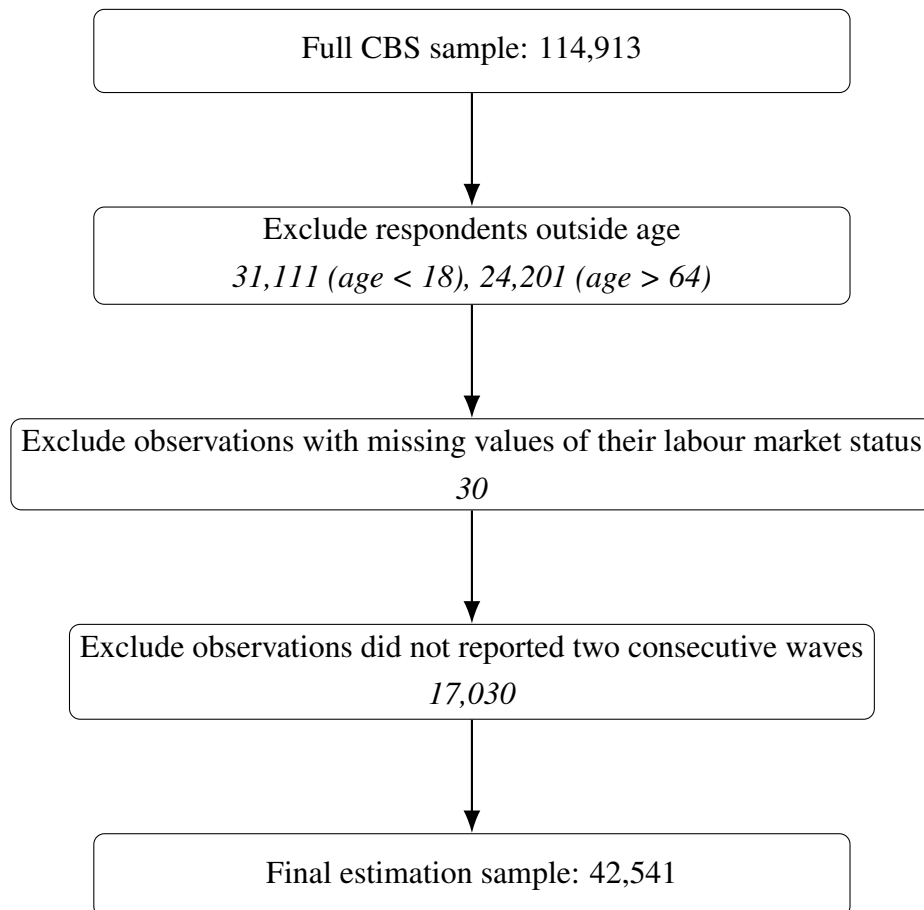 Full CBS sample: 114,913
Exclude respondents outside age
31,111 (age < 18), 24,201 (age > 64)
Exclude observations with missing values of their labour market status
30
Exclude observations did not reported two consecutive waves
17,030
Final estimation sample: 42,541